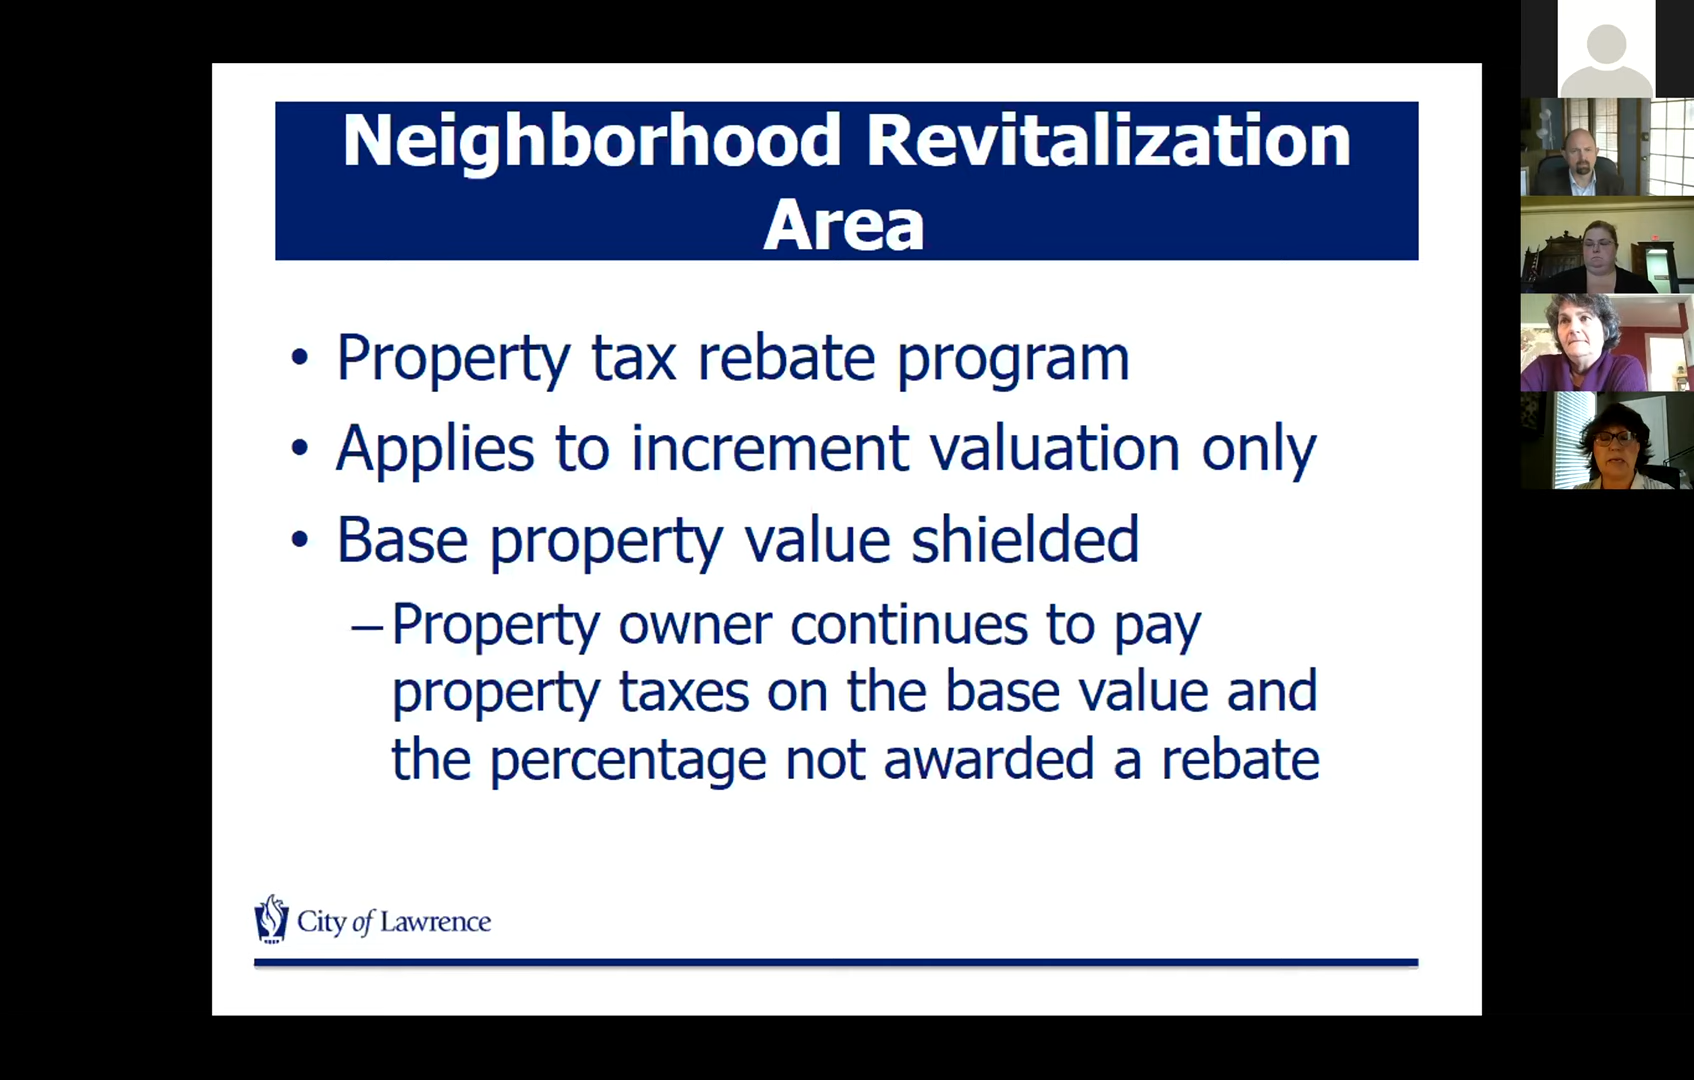 Neighborhood Revitalization
Area
• Property tax rebate program
• Applies to increment valuation only
• Base property value shielded
– Property owner continues to pay
property taxes on the base value and
the percentage not awarded a rebate
City of Lawrence